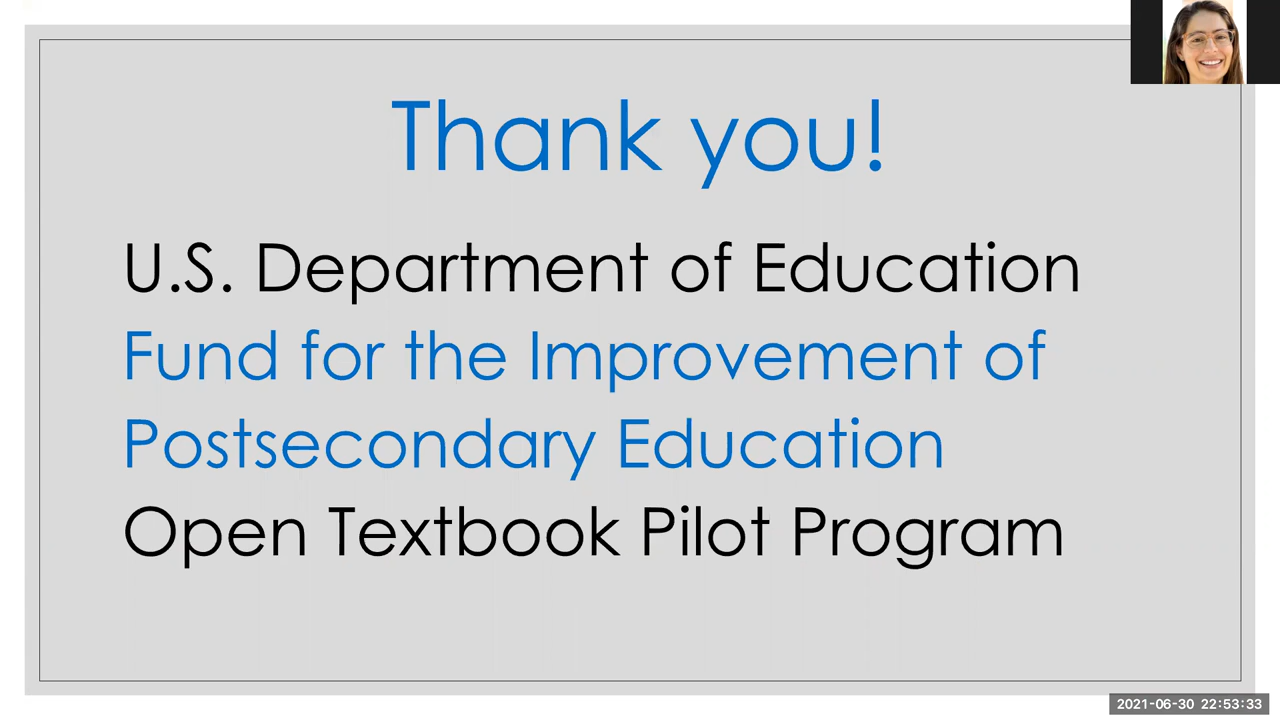 Thank you!
U.S. Department of Education
Fund for the Improvement of
Postsecondary Education
Open Textbook Pilot Program
2021-06-30 22:53:33